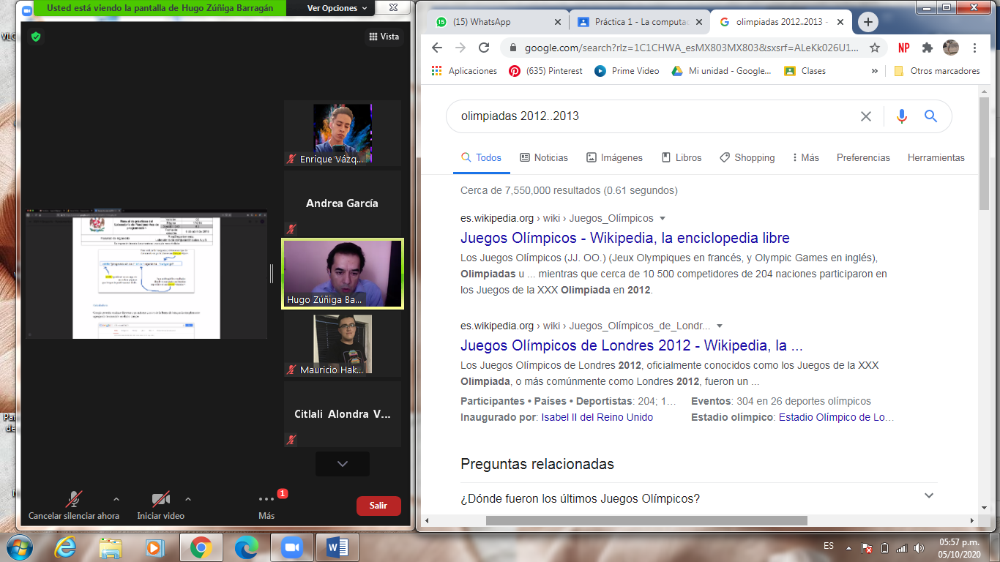 Usted está viendo la pantalla de Hugo Zúñiga Barragán
Ver Opciones
Vista
Enrique Vázq...
Andrea García
Hugo Zúñiga Ba...
Mauricio Hak...
Citlali Alondra V...
Cancelar silenciar ahora
Iniciar video
Más
1
Salir
(15) WhatsApp
Práctica 1 - La computac
olimpiadas 2012..2013 -
google.com/search?rlz=1C1CHWA_esMX803MX803&sxsrf=ALeKk026U1...
NP
Aplicaciones
(635) Pinterest
Prime Video
Mi unidad - Google...
Clases
»
Otros marcadores
olimpiadas 2012..2013
Todos
Noticias
Imágenes
Libros
Shopping
Más
Preferencias
Herramientas
Cerca de 7,550,000 resultados (0.61 segundos)
es.wikipedia.org › wiki › Juegos_Olímpicos
Juegos Olímpicos - Wikipedia, la enciclopedia libre
Los Juegos Olímpicos (JJ. OO.) (Jeux Olympiques en francés, y Olympic Games en inglés),
Olimpiadas u ... mientras que cerca de 10 500 competidores de 204 naciones participaron en
los Juegos de la XXX Olimpiada en 2012.
es.wikipedia.org › wiki › Juegos_Olímpicos_de_Londr...
Juegos Olímpicos de Londres 2012 - Wikipedia, la ...
Los Juegos Olímpicos de Londres 2012, oficialmente conocidos como los Juegos de la XXX
Olimpiada, o más comúnmente como Londres 2012, fueron un ...
Participantes • Países • Deportistas: 204; 1...
Eventos: 304 en 26 deportes olímpicos
Inaugurado por: Isabel II del Reino Unido
Estadio olímpico: Estadio Olímpico de Lo...
Preguntas relacionadas
¿Dónde fueron los últimos Juegos Olímpicos?
VLC
ES
05:57 p.m.
05/10/2020